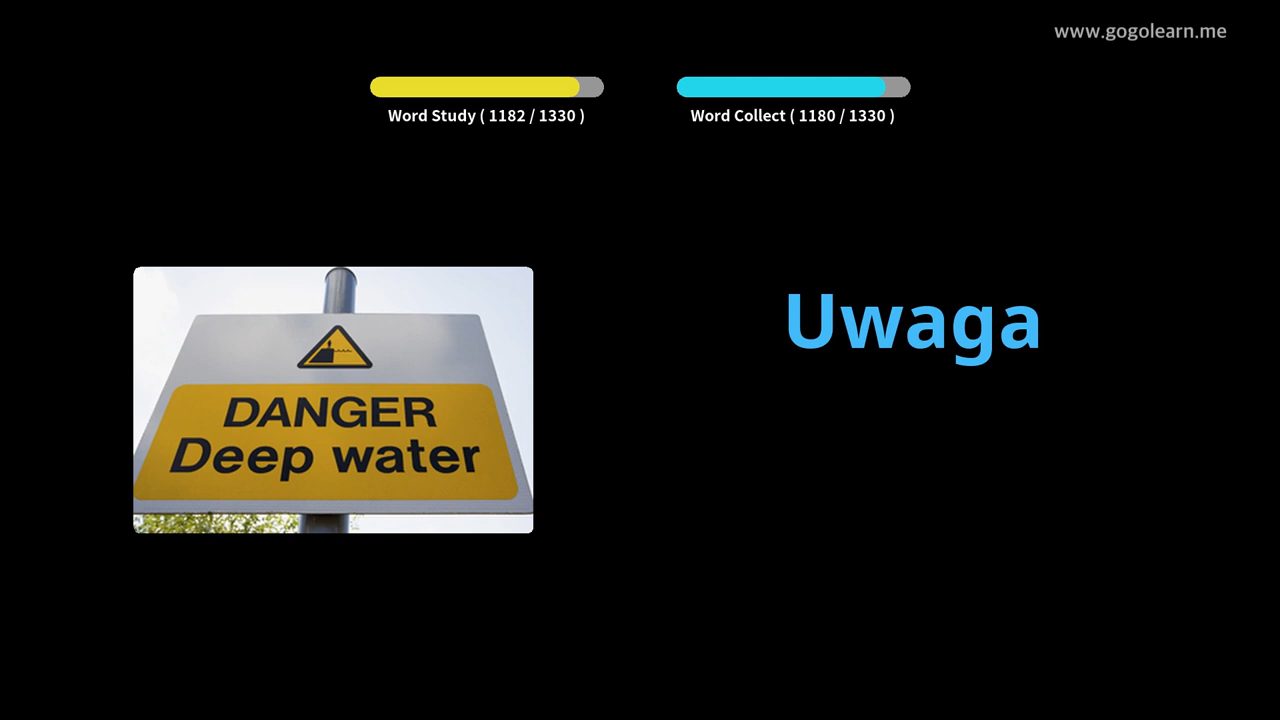 www.gogolearn.me
Word Study ( 1182 / 1330 )
Word Collect ( 1180 / 1330 )
DANGER
Deep water
Uwaga